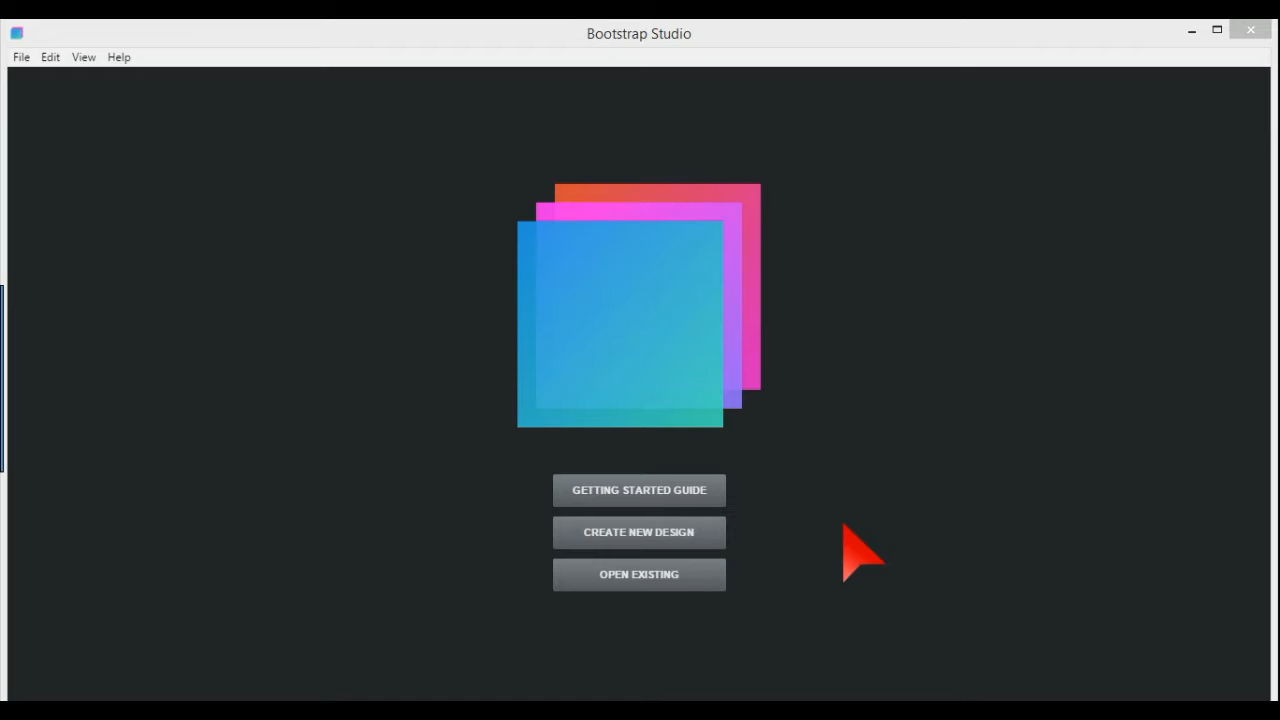 Bootstrap Studio
File Edit View Help
GETTING STARTED GUIDE
CREATE NEW DESIGN
OPEN EXISTING